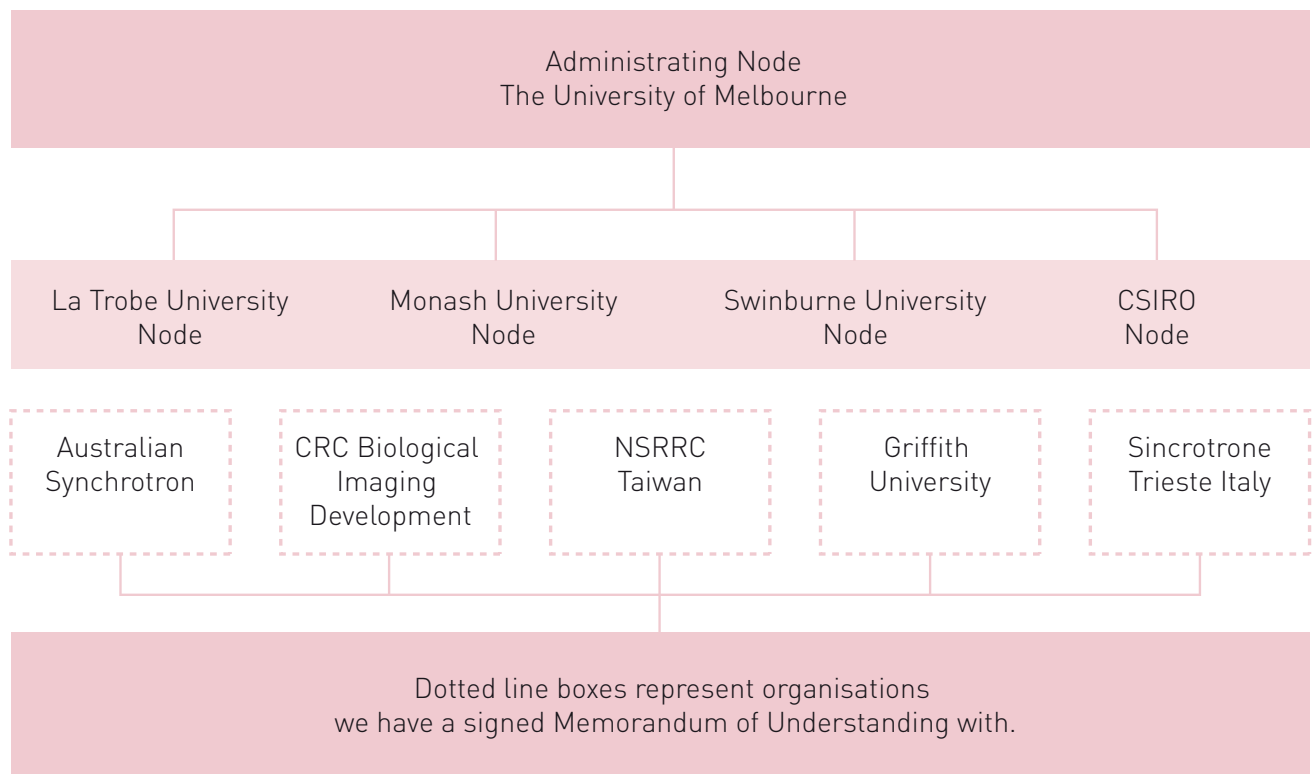 Administrating Node
The University of Melbourne
La Trobe University
Node
Monash University
Node
Swinburne University
Node
CSIRO
Node
Australian
Synchrotron
CRC Biological
Imaging
Development
NSRRC
Taiwan
Griffith
University
Sincrotrone
Trieste Italy
Dotted line boxes represent organisations
we have a signed Memorandum of Understanding with.